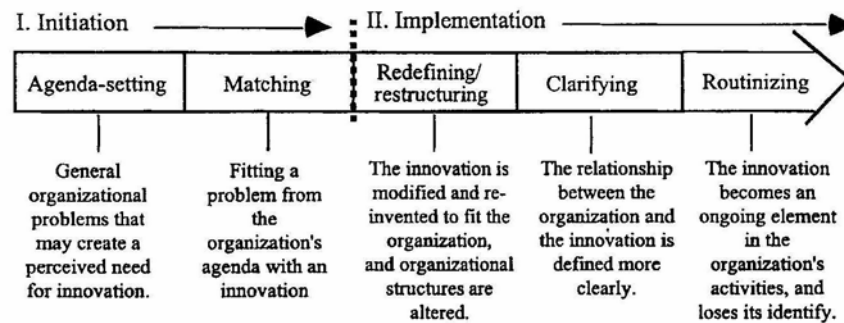 I. Initiation
II. Implementation
Agenda-setting
Matching
Redefining/
restructuring
Clarifying
Routinizing
General
organizational
problems that
may create a
perceived need
for innovation.
Fitting a
problem from
the
organization's
agenda with an
innovation
The innovation is
modified and re-
invented to fit the
organization,
and organizational
structures are
altered.
The relationship
between the
organization and
the innovation is
defined more
clearly.
The innovation
becomes an
ongoing element
in the
organization's
activities, and
loses its identify.